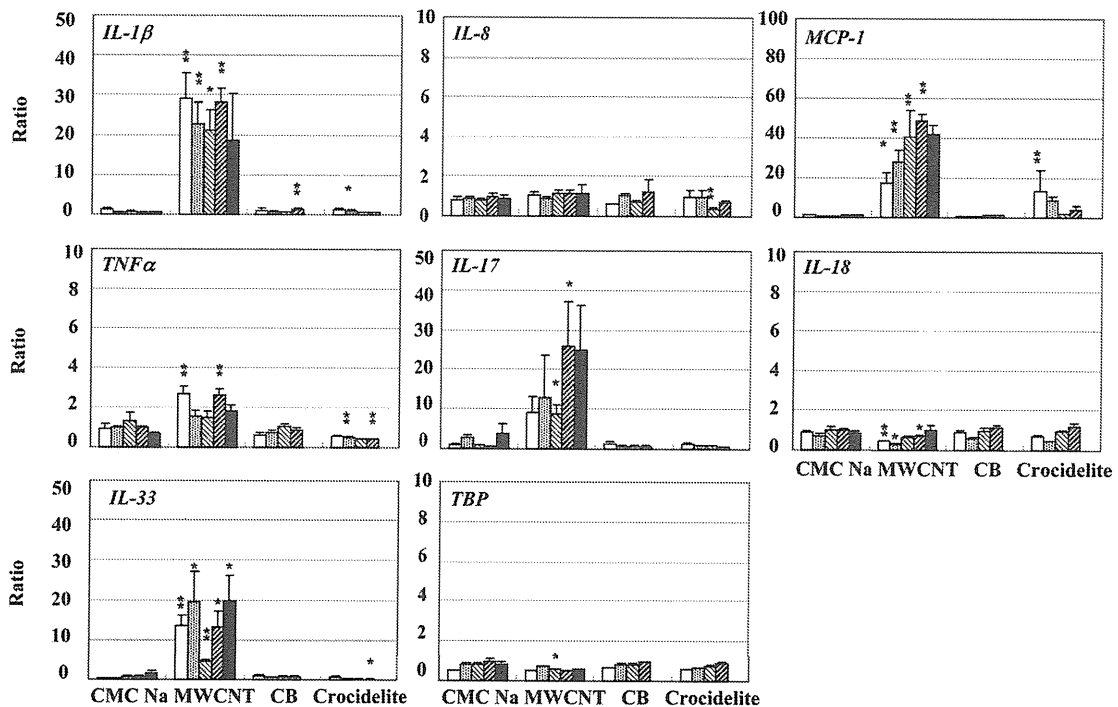 IL-1β
IL-8
MCP-1
50
40
30
20
10
0
Ratio
** ** * ** ** *
10
8
6
4
2
0
**
100
80
60
40
20
0
* ** ** ** **
TNFα
IL-17
IL-18
10
8
6
4
2
0
Ratio
** ** ** **
50
40
30
20
10
0
* *
10
8
6
4
2
0
** * *
CMC Na MWCNT CB Crocidelite
IL-33
TBP
50
40
30
20
10
0
Ratio
** * ** * * *
CMC Na MWCNT CB Crocidelite
10
8
6
4
2
0
*
CMC Na MWCNT CB Crocidelite